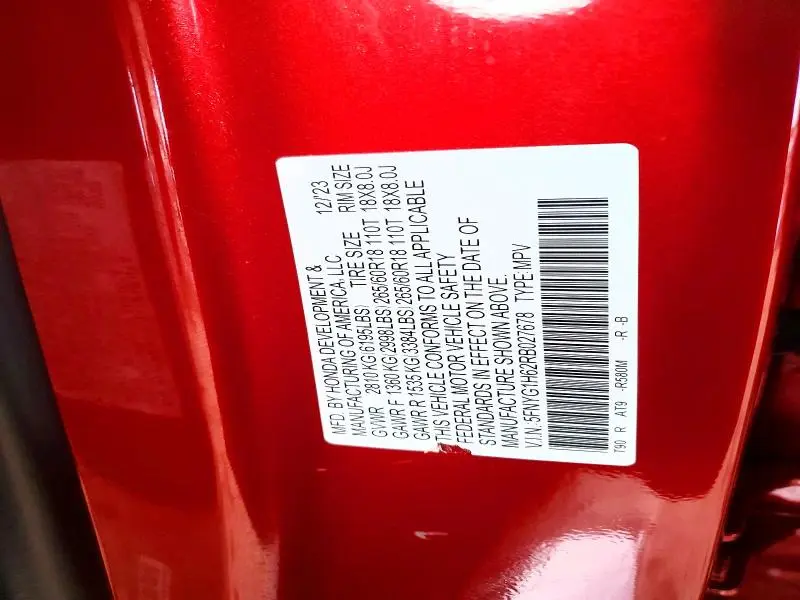 MFD. BY HONDA DEVELOPMENT & 12/'23
MANUFACTURING OF AMERICA, LLC
GVWR 2810 KG(6195LBS) TIRE SIZE RIM SIZE
GAWR F 1360 KG(2998LBS)265/60R18 110T 18X8.0J
GAWR R 1535 KG(3384LBS)265/60R18 110T 18X8.0J
THIS VEHICLE CONFORMS TO ALL APPLICABLE
FEDERAL MOTOR VEHICLE SAFETY
STANDARDS IN EFFECT ON THE DATE OF
MANUFACTURE SHOWN ABOVE.
V.I.N. 5FNYG1H62RB027678 TYPE:MPV
T90 R AT9 -R580M -R -B